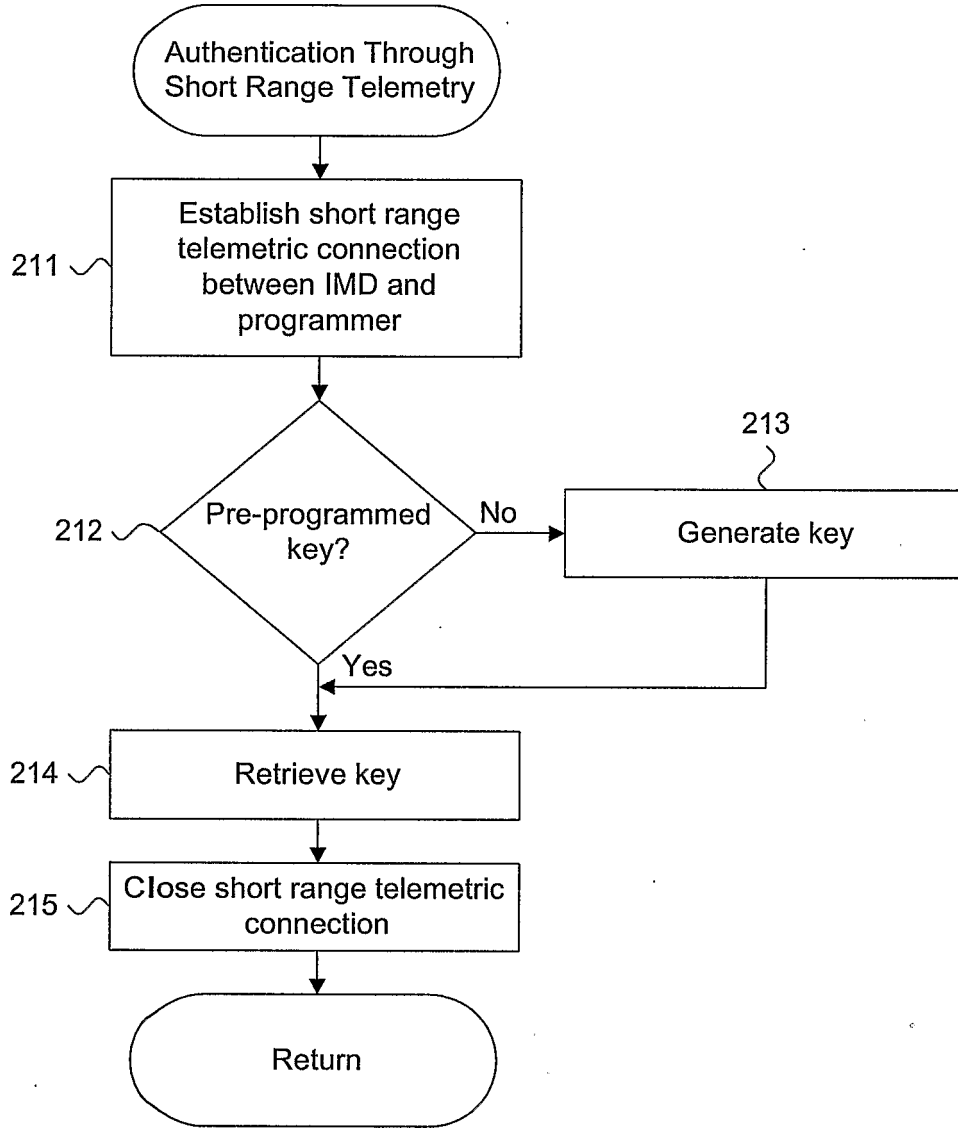 Authentication Through
Short Range Telemetry
211
Establish short range
telemetric connection
between IMD and
programmer
212
Pre-programmed
key?
No
213
Generate key
Yes
214
Retrieve key
215
Close short range telemetric
connection
Return